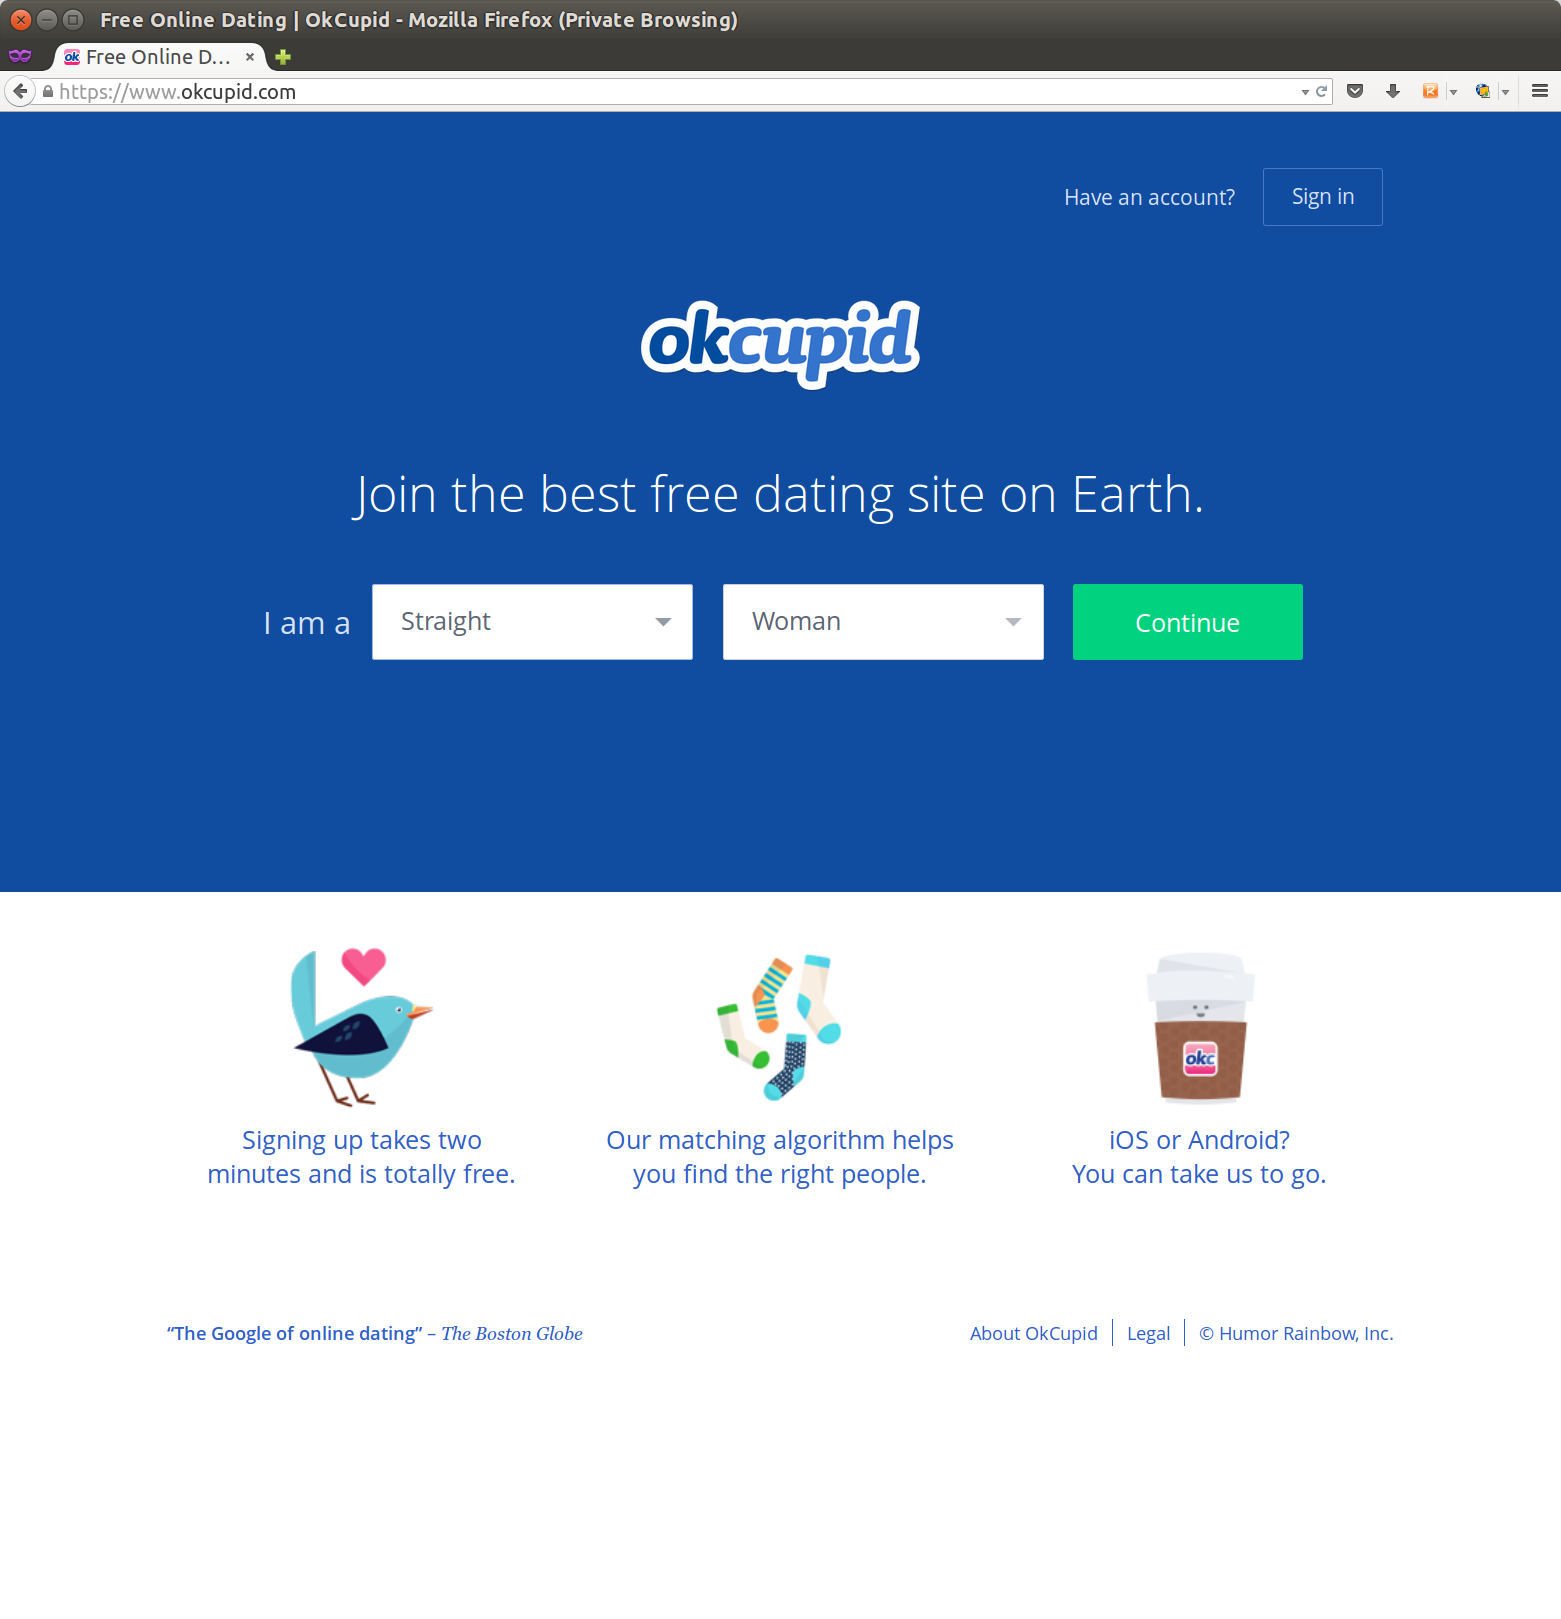 Free Online Dating | OkCupid - Mozilla Firefox (Private Browsing)
ok Free Online D...
https://www.okcupid.com
Have an account? Sign in
okcupid
Join the best free dating site on Earth.
I am a Straight Woman Continue
okc
Signing up takes two
minutes and is totally free.
Our matching algorithm helps
you find the right people.
iOS or Android?
You can take us to go.
“The Google of online dating” – The Boston Globe
About OkCupid | Legal | © Humor Rainbow, Inc.